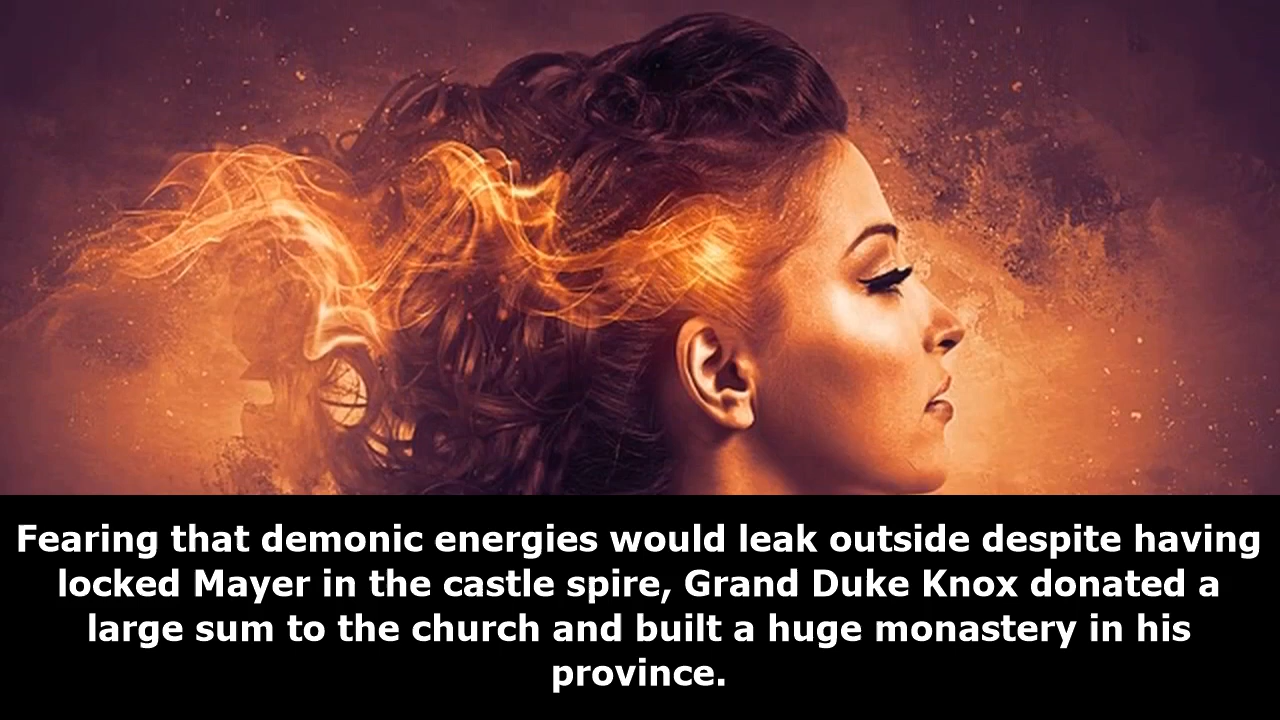 Fearing that demonic energies would leak outside despite having
locked Mayer in the castle spire, Grand Duke Knox donated a
large sum to the church and built a huge monastery in his
province.